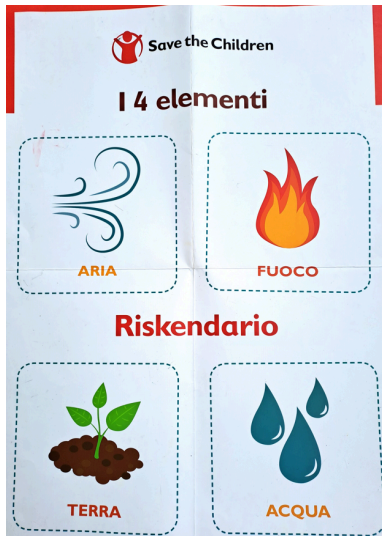 Save the Children
I 4 elementi
ARIA
FUOCO
Riskendario
TERRA
ACQUA